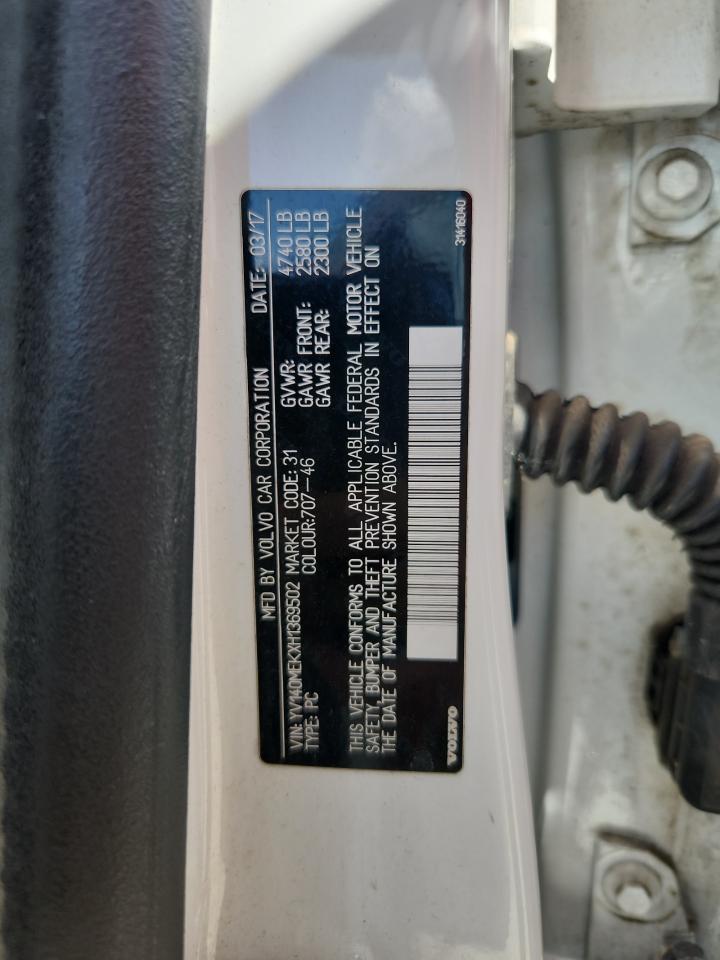 MFD BY VOLVO CAR CORPORATION DATE: 03/17
VIN: YV140MEKXH1369502 MARKET CODE: 31 GVWR: 4740 LB
TYPE: PC COLOUR:707-46 GAWR FRONT: 2580 LB
GAWR REAR: 2300 LB
THIS VEHICLE CONFORMS TO ALL APPLICABLE FEDERAL MOTOR VEHICLE
SAFETY, BUMPER AND THEFT PREVENTION STANDARDS IN EFFECT ON
THE DATE OF MANUFACTURE SHOWN ABOVE.
VOLVO 31416040